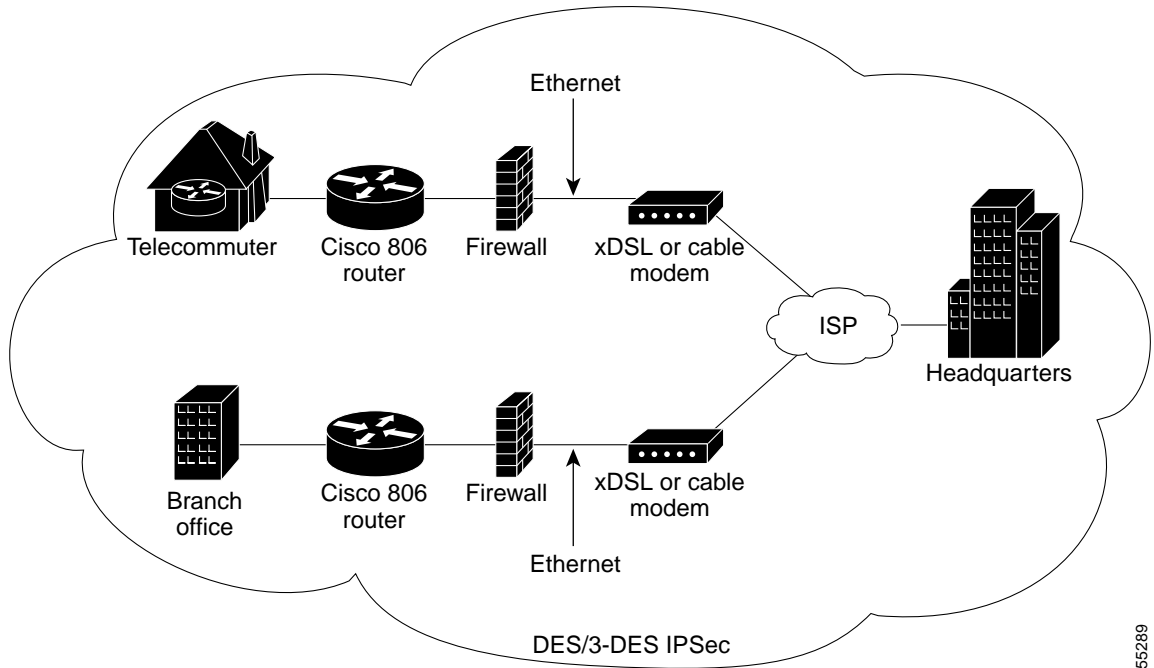 Ethernet
Telecommuter
Cisco 806
router
Firewall
xDSL or cable
modem
ISP
Headquarters
Branch
office
Cisco 806
router
Firewall
xDSL or cable
modem
Ethernet
DES/3-DES IPSec
55289